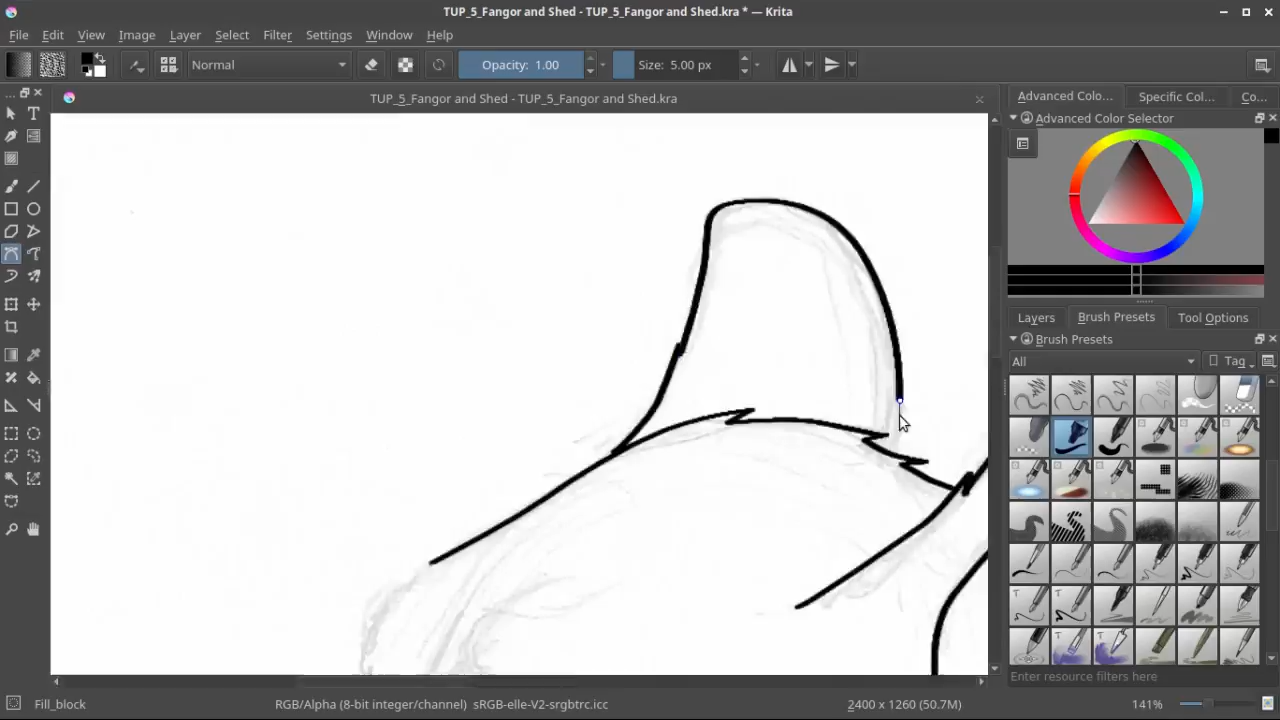 TUP_5_Fangor and Shed - TUP_5_Fangor and Shed.kra * — Krita
File Edit View Image Layer Select Filter Settings Window Help
Normal Opacity: 1.00 Size: 5.00 px
... TUP_5_Fangor and Shed - TUP_5_Fangor and Shed.kra
Advanced Colo... Specific Col... Co...
Advanced Color Selector
Layers Brush Presets Tool Options
Brush Presets
All Tag
Enter resource filters here
Fill_block RGB/Alpha (8-bit integer/channel) sRGB-elle-V2-srgbtrc.icc 2400 x 1260 (50.7M) 141%